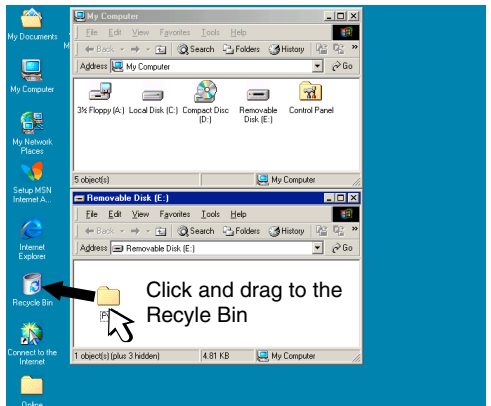 My Documents
M
My Computer
My Network
Places
Setup MSN
Internet A...
Internet
Explorer
Recycle Bin
Connect to the
Internet
Online
My Computer
File Edit View Favorites Tools Help
Back Search Folders History »
Address My Computer Go
3½ Floppy (A:) Local Disk (C:) Compact Disc (D:) Removable Disk (E:) Control Panel
5 object(s) My Computer
Removable Disk (E:)
File Edit View Favorites Tools Help
Back Search Folders History »
Address Removable Disk (E:) Go
Click and drag to the
Recyle Bin
1 object(s) (plus 3 hidden) 4.81 KB My Computer